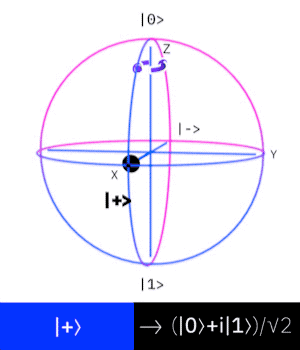 |0>
Z
|->
Y
X
|+>
|1>
|+⟩ → (|0⟩+i|1⟩)/√2